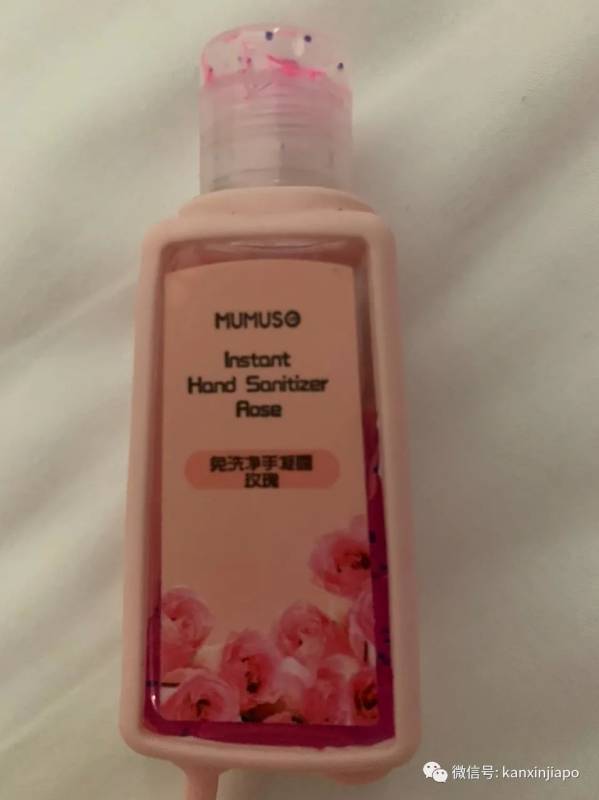 MUMUSO
Instant
Hand Sanitizer
Rose
免洗净手凝露
玫瑰
微信号: kanxinjiapo